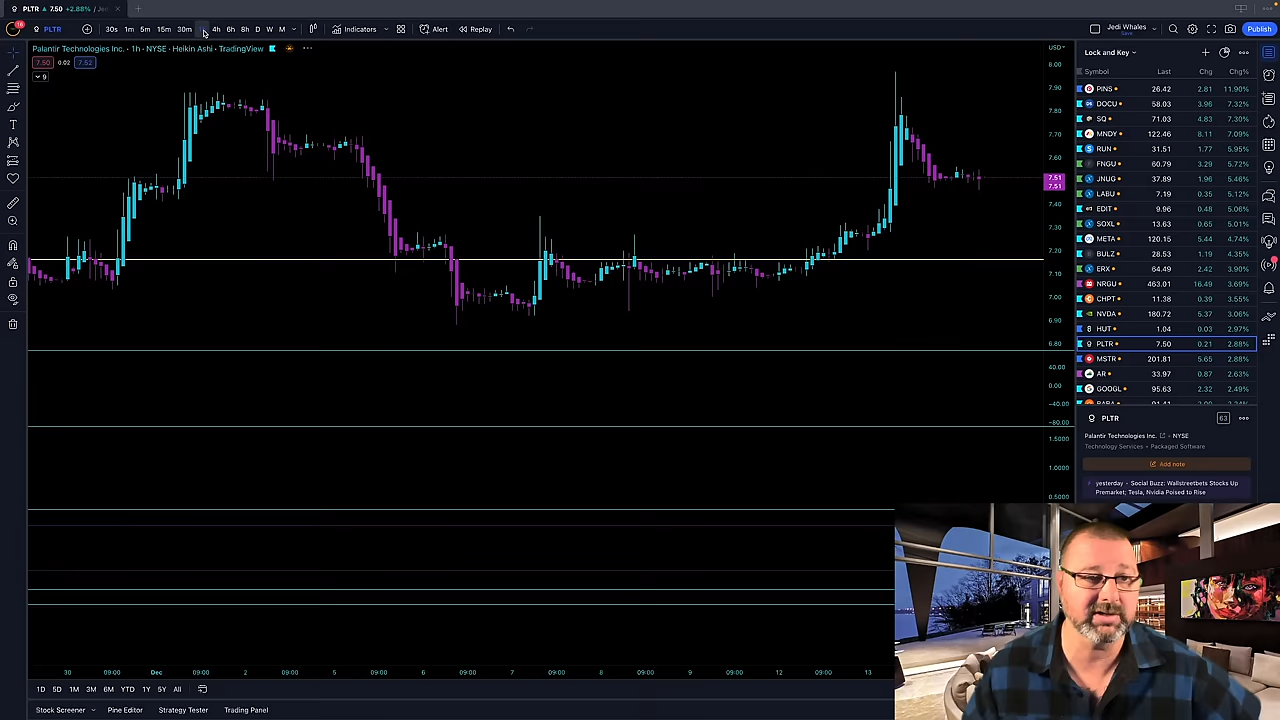 PLTR ▲ 7.50 +2.88% / Jedi
PLTR 30s 1m 5m 15m 30m 4h 6h 8h D W M Indicators Alert Replay Jedi Whales Save Publish
Palantir Technologies Inc. · 1h · NYSE · Heikin Ashi · TradingView
7.50 0.02 7.52
9
USD
8.00
7.90
7.80
7.70
7.60
7.51
7.51
7.40
7.30
7.20
7.10
7.00
6.90
6.80
40.00
0.00
−40.00
−80.00
1.5000
1.0000
0.5000
30 09:00 Dec 09:00 2 09:00 5 09:00 6 09:00 7 09:00 8 09:00 9 09:00 12 09:00 13
1D 5D 1M 3M 6M YTD 1Y 5Y All
Stock Screener Pine Editor Strategy Tester Trading Panel
Lock and Key
Symbol Last Chg Chg%
PINS 26.42 2.81 11.90%
DOCU 58.03 3.96 7.32%
SQ 71.03 4.83 7.30%
MNDY 122.46 8.11 7.09%
RUN 31.51 1.77 5.95%
FNGU 60.79 3.29 5.72%
JNUG 37.89 1.96 5.46%
LABU 7.19 0.35 5.12%
EDIT 9.96 0.48 5.06%
SOXL 13.63 0.65 5.01%
META 120.15 5.44 4.74%
BULZ 28.53 1.19 4.35%
ERX 64.49 2.42 3.90%
NRGU 463.01 16.49 3.69%
CHPT 11.38 0.39 3.55%
NVDA 180.72 5.37 3.06%
HUT 1.04 0.03 2.97%
PLTR 7.50 0.21 2.88%
MSTR 201.81 5.65 2.88%
AR 33.97 0.87 2.63%
GOOGL 95.63 2.32 2.49%
PLTR 63
Palantir Technologies Inc. · NYSE
Technology Services • Packaged Software
Add note
yesterday · Social Buzz: Wallstreetbets Stocks Up
Premarket; Tesla, Nvidia Poised to Rise